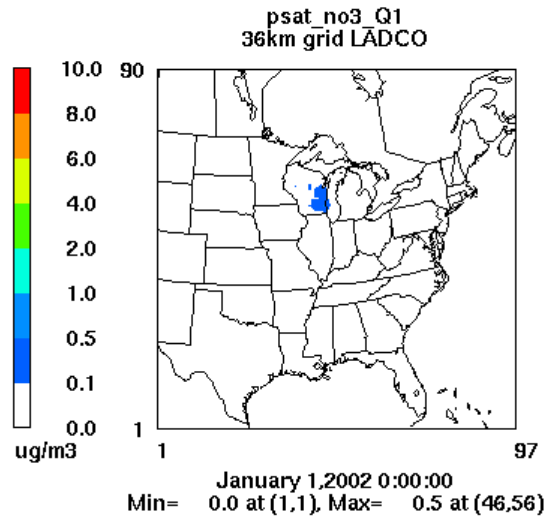 psat_no3_Q1
36km grid LADCO
10.0
8.0
6.0
4.0
2.0
1.0
0.5
0.1
0.0
ug/m3
90
1
1 97
January 1,2002 0:00:00
Min= 0.0 at (1,1), Max= 0.5 at (46,56)